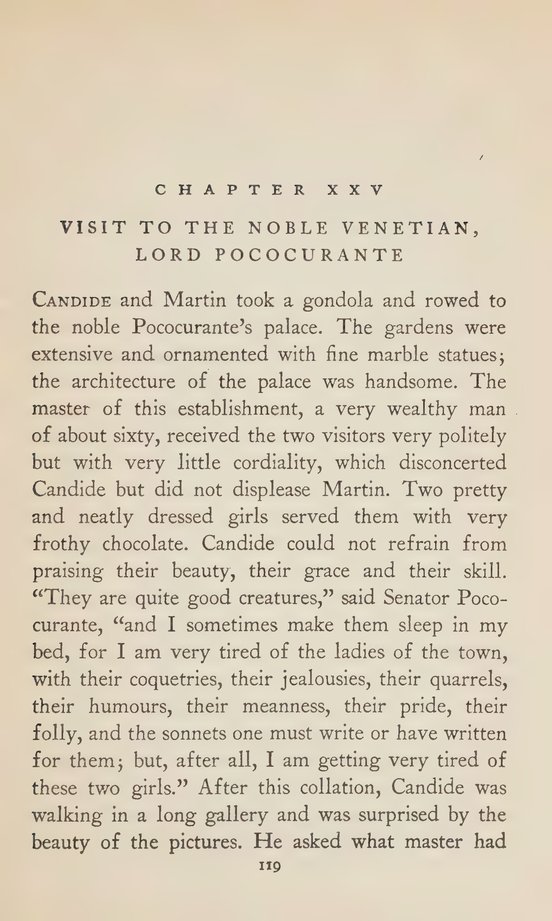 CHAPTER XXV
VISIT TO THE NOBLE VENETIAN,
LORD POCOCURANTE
CANDIDE and Martin took a gondola and rowed to
the noble Pococurante's palace. The gardens were
extensive and ornamented with fine marble statues;
the architecture of the palace was handsome. The
master of this establishment, a very wealthy man
of about sixty, received the two visitors very politely
but with very little cordiality, which disconcerted
Candide but did not displease Martin. Two pretty
and neatly dressed girls served them with very
frothy chocolate. Candide could not refrain from
praising their beauty, their grace and their skill.
“They are quite good creatures,” said Senator Poco-
curante, “and I sometimes make them sleep in my
bed, for I am very tired of the ladies of the town,
with their coquetries, their jealousies, their quarrels,
their humours, their meanness, their pride, their
folly, and the sonnets one must write or have written
for them; but, after all, I am getting very tired of
these two girls.” After this collation, Candide was
walking in a long gallery and was surprised by the
beauty of the pictures. He asked what master had
119